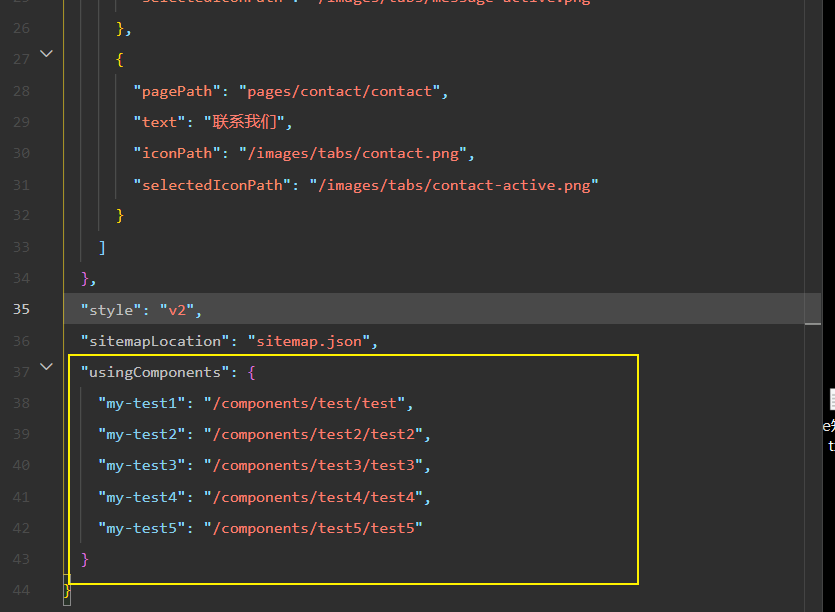 25 "selectedIconPath": "/images/tabs/message-active.png"
26 },
27 {
28 "pagePath": "pages/contact/contact",
29 "text": "联系我们",
30 "iconPath": "/images/tabs/contact.png",
31 "selectedIconPath": "/images/tabs/contact-active.png"
32 }
33 ]
34 },
35 "style": "v2",
36 "sitemapLocation": "sitemap.json",
37 "usingComponents": {
38 "my-test1": "/components/test/test",
39 "my-test2": "/components/test2/test2",
40 "my-test3": "/components/test3/test3",
41 "my-test4": "/components/test4/test4",
42 "my-test5": "/components/test5/test5"
43 }
44 }